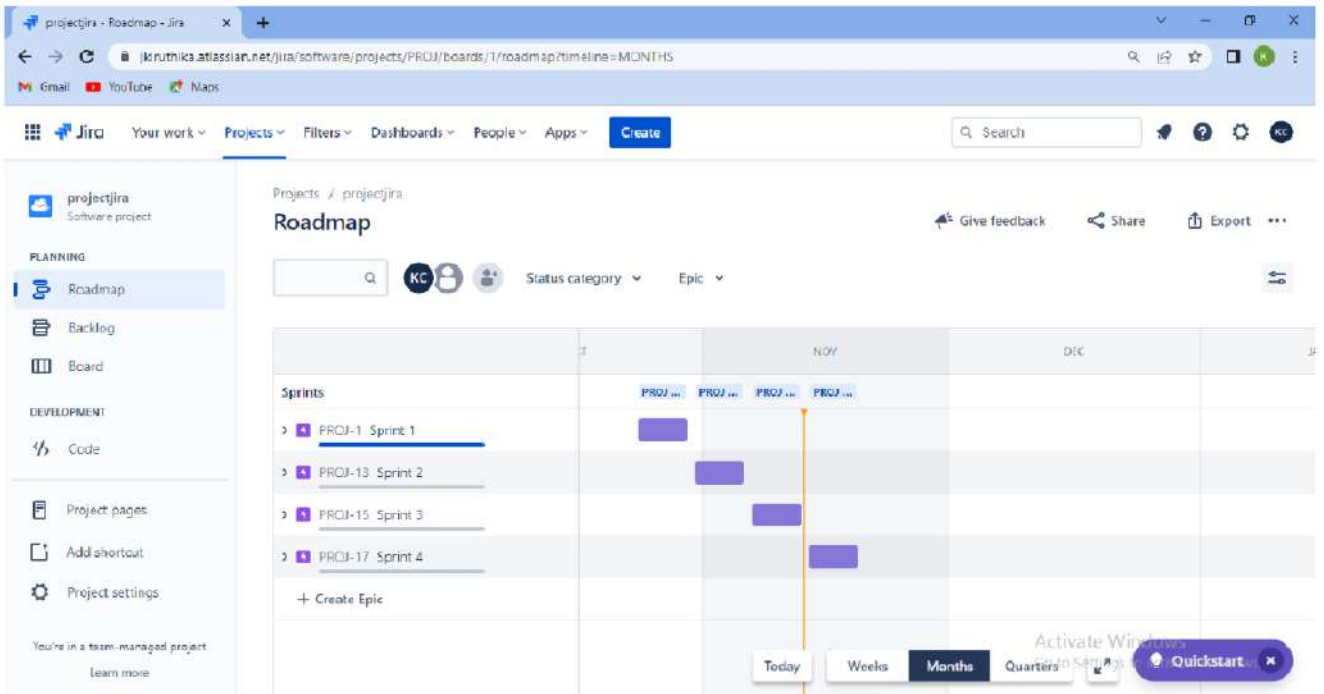 projectjira - Roadmap - Jira
jkiruthika.atlassian.net/jira/software/projects/PROJ/boards/1/roadmap?timeline=MONTHS
K
Gmail YouTube Maps
Jira Your work Projects Filters Dashboards People Apps Create Search KC
projectjira
Software project
PLANNING
Roadmap
Backlog
Board
DEVELOPMENT
Code
Project pages
Add shortcut
Project settings
You're in a team-managed project
Learn more
Projects / projectjira
Roadmap
Give feedback Share Export
KC Status category Epic
T NOV DEC JA
Sprints PROJ ... PROJ ... PROJ ... PROJ ...
PROJ-1 Sprint 1
PROJ-13 Sprint 2
PROJ-15 Sprint 3
PROJ-17 Sprint 4
+ Create Epic
Activate Windows
Today Weeks Months Quarters Quickstart